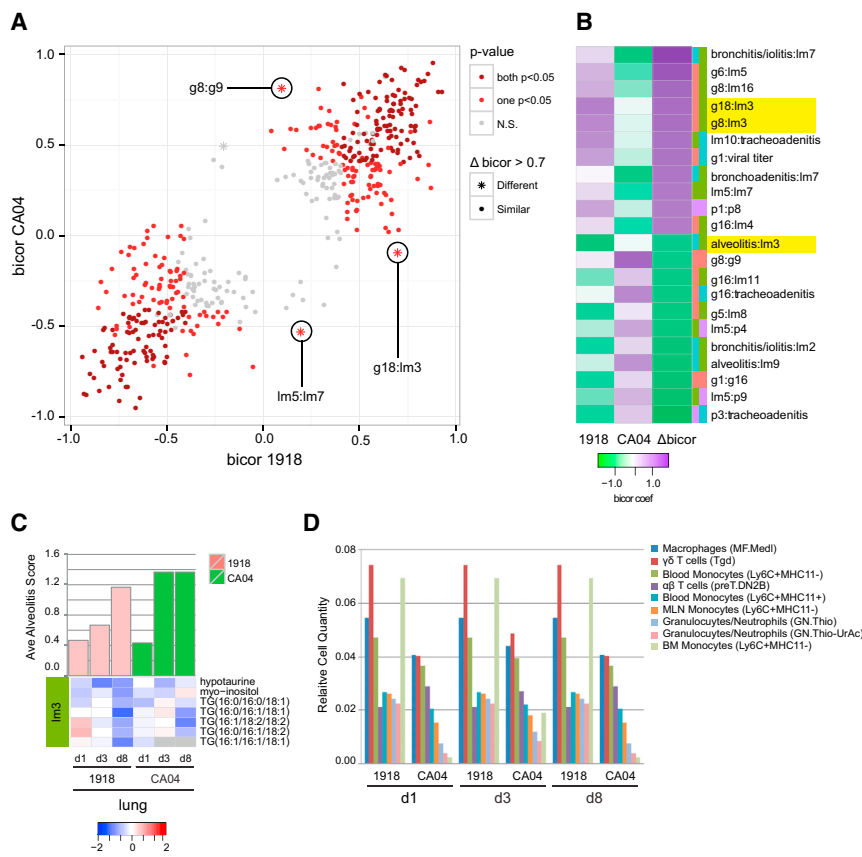 A
1.0
0.5
0.0
-0.5
-1.0
bicor CA04
g8:g9
lm5:lm7
g18:lm3
-1.0
-0.5
0.0
0.5
1.0
bicor 1918
p-value
both p<0.05
one p<0.05
N.S.
Δ bicor > 0.7
Different
Similar
B
bronchitis/iolitis:lm7
g6:lm5
g8:lm16
g18:lm3
g8:lm3
lm10:tracheoadenitis
g1:viral titer
bronchoadenitis:lm7
lm5:lm7
p1:p8
g16:lm4
alveolitis:lm3
g8:g9
g16:lm11
g16:tracheoadenitis
g5:lm8
lm5:p4
bronchitis/iolitis:lm2
alveolitis:lm9
g1:g16
lm5:p9
p3:tracheoadenitis
1918 CA04 Δbicor
−1.0 0 1.0
bicor coef
C
1.6
1.2
0.8
0.4
0
Ave Alveolitis Score
1918
CA04
lm3
hypotaurine
myo−inositol
TG(16:0/16:0/18:1)
TG(16:0/16:1/18:1)
TG(16:1/18:2/18:2)
TG(16:0/16:1/18:2)
TG(16:1/16:1/18:1)
d1 d3 d8 d1 d3 d8
1918 CA04
lung
−2 0 2
D
0.08
0.06
0.04
0.02
0.00
Relaitve Cell Quantity
1918 CA04 1918 CA04 1918 CA04
d1 d3 d8
Macrophages (MF.Medl)
γδ T cells (Tgd)
Blood Monocytes (Ly6C+MHC11-)
αβ T cells (preT.DN2B)
Blood Monocytes (Ly6C+MHC11+)
MLN Monocytes (Ly6C+MHC11-)
Granulocytes/Neutrophils (GN.Thio)
Granulocytes/Neutrophils (GN.Thio-UrAc)
BM Monocytes (Ly6C+MHC11-)